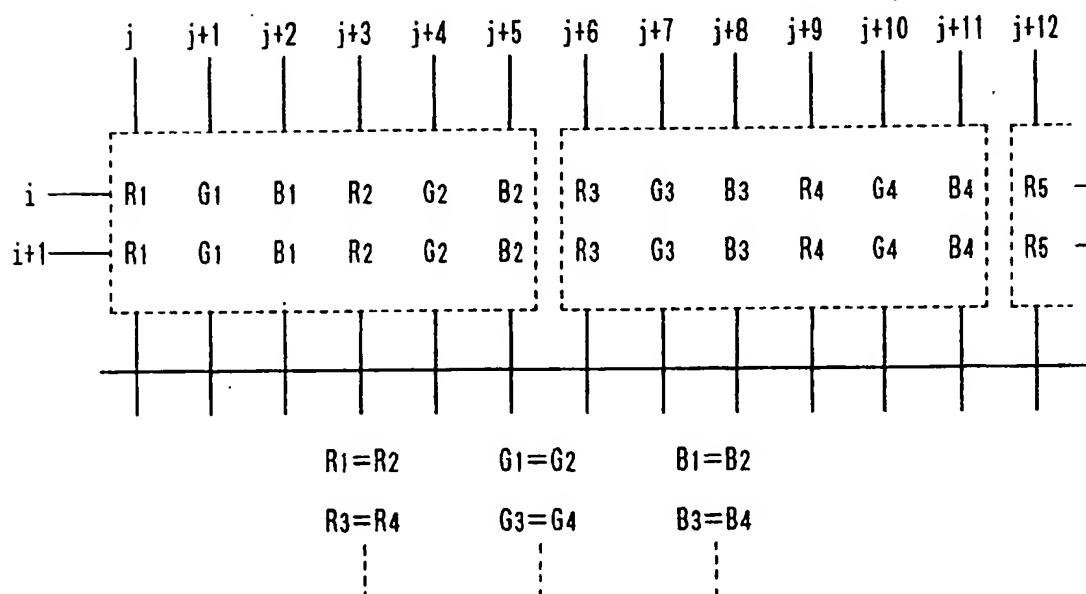 j j+1 j+2 j+3 j+4 j+5 j+6 j+7 j+8 j+9 j+10 j+11 j+12
i R1 G1 B1 R2 G2 B2 R3 G3 B3 R4 G4 B4 R5
i+1 R1 G1 B1 R2 G2 B2 R3 G3 B3 R4 G4 B4 R5
R1=R2 G1=G2 B1=B2
R3=R4 G3=G4 B3=B4